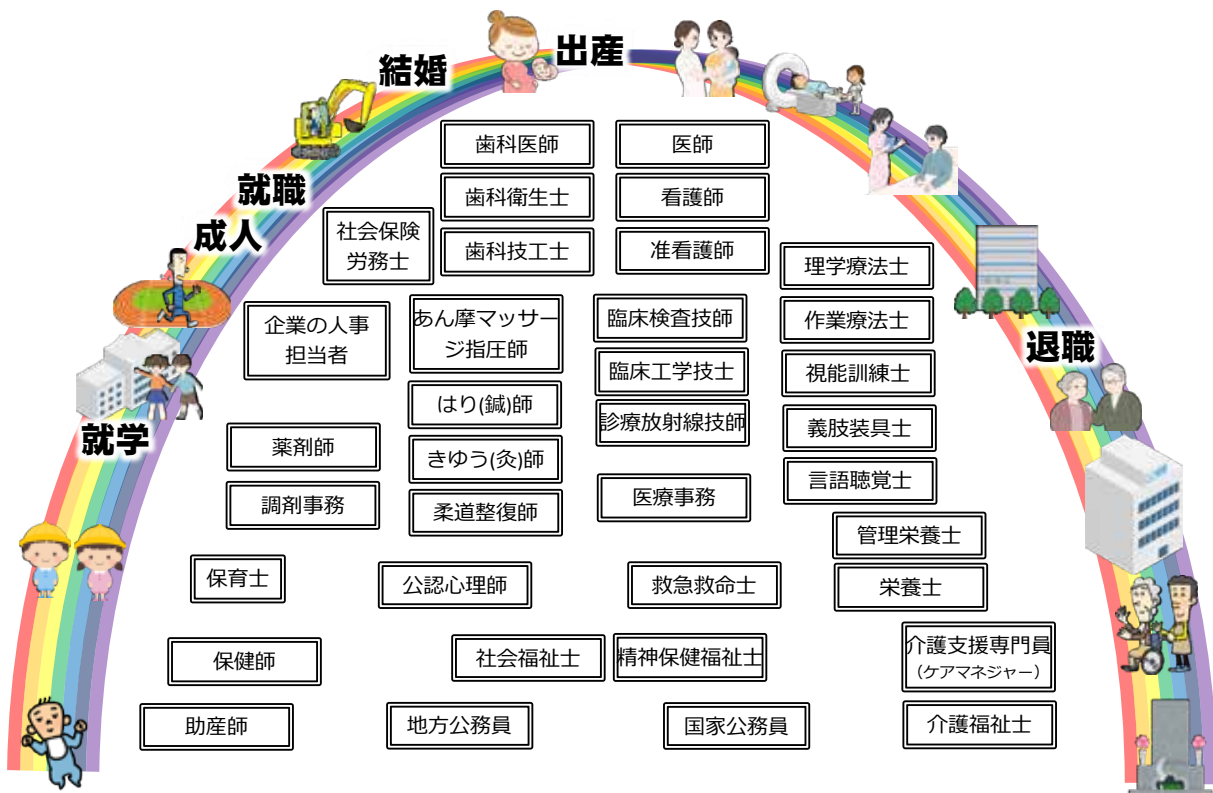 出産
結婚
就職
成人
就学
退職
歯科医師
医師
歯科衛生士
看護師
社会保険
労務士
歯科技工士
准看護師
理学療法士
企業の人事
担当者
あん摩マッサー
ジ指圧師
臨床検査技師
作業療法士
臨床工学技士
視能訓練士
はり(鍼)師
診療放射線技師
義肢装具士
薬剤師
きゆう(灸)師
言語聴覚士
調剤事務
柔道整復師
医療事務
管理栄養士
保育士
公認心理師
救急救命士
栄養士
保健師
社会福祉士
精神保健福祉士
介護支援専門員
（ケアマネジャー）
助産師
地方公務員
国家公務員
介護福祉士